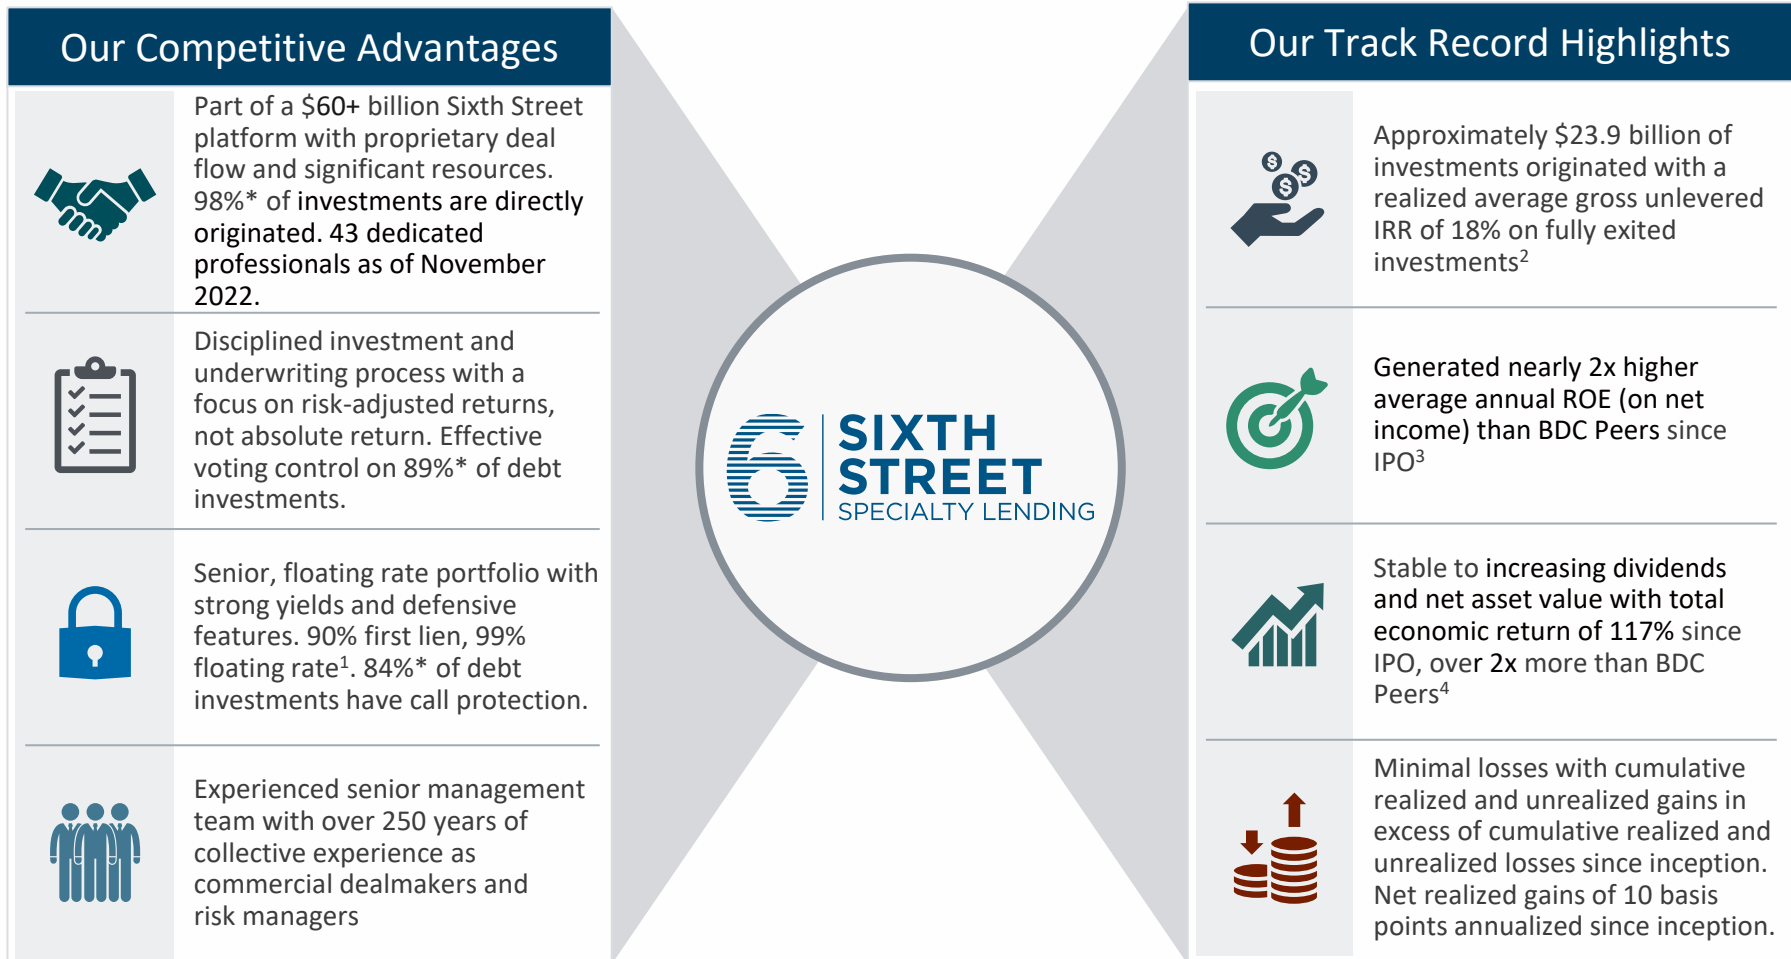 Our Competitive Advantages
Part of a $60+ billion Sixth Street
platform with proprietary deal
flow and significant resources.
98%* of investments are directly
originated. 43 dedicated
professionals as of November
2022.
Disciplined investment and
underwriting process with a
focus on risk-adjusted returns,
not absolute return. Effective
voting control on 89%* of debt
investments.
Senior, floating rate portfolio with
strong yields and defensive
features. 90% first lien, 99%
floating rate¹. 84%* of debt
investments have call protection.
Experienced senior management
team with over 250 years of
collective experience as
commercial dealmakers and
risk managers
6
SIXTH
STREET
SPECIALTY LENDING
Our Track Record Highlights
$ $ $
Approximately $23.9 billion of
investments originated with a
realized average gross unlevered
IRR of 18% on fully exited
investments²
Generated nearly 2x higher
average annual ROE (on net
income) than BDC Peers since
IPO³
Stable to increasing dividends
and net asset value with total
economic return of 117% since
IPO, over 2x more than BDC
Peers⁴
Minimal losses with cumulative
realized and unrealized gains in
excess of cumulative realized and
unrealized losses since inception.
Net realized gains of 10 basis
points annualized since inception.